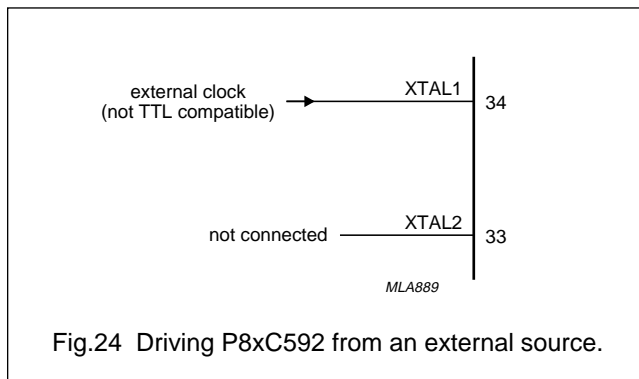 external clock
(not TTL compatible)
XTAL1
34
not connected
XTAL2
33
MLA889
Fig.24 Driving P8xC592 from an external source.